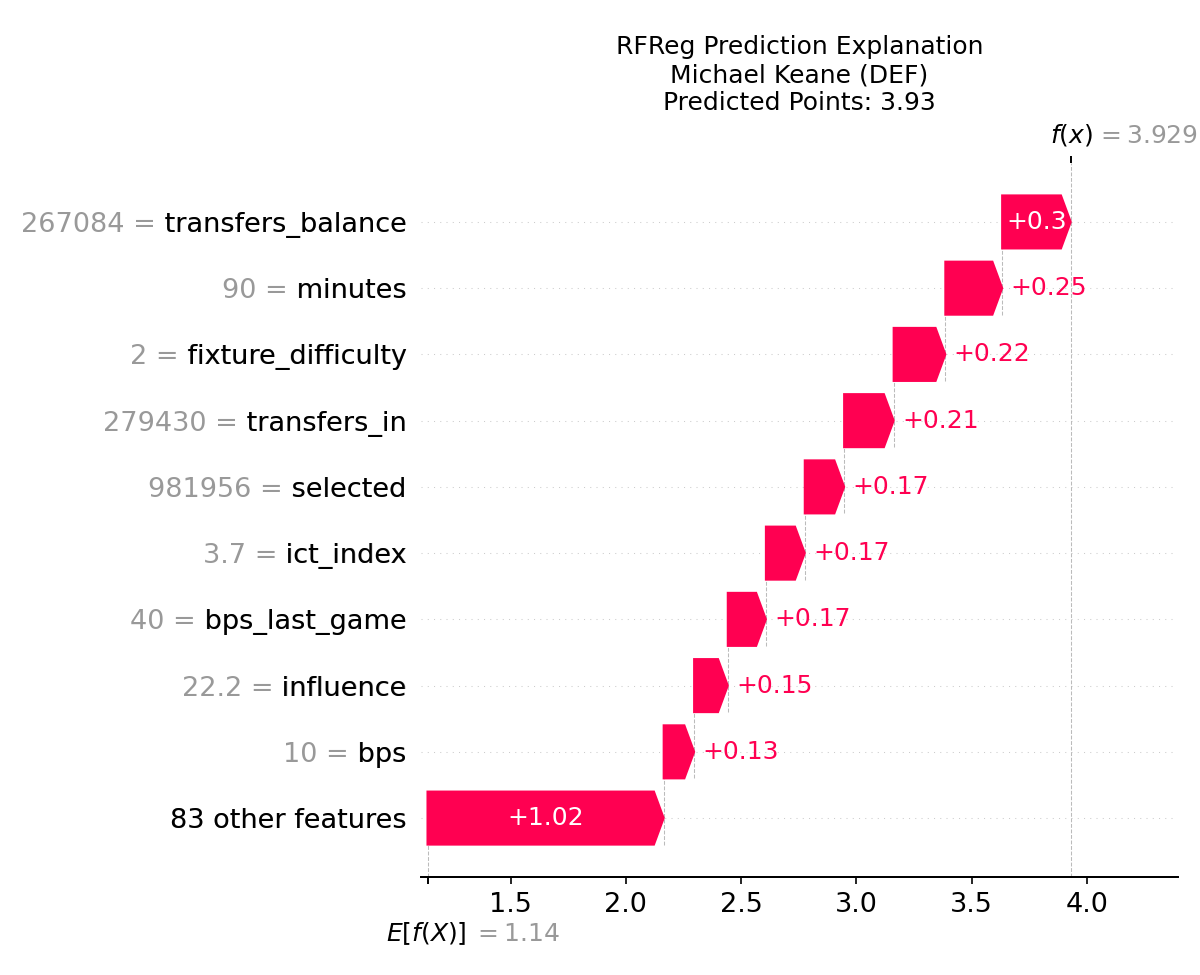 RFReg Prediction Explanation
Michael Keane (DEF)
Predicted Points: 3.93
f(x) = 3.929
267084 = transfers_balance +0.3
90 = minutes +0.25
2 = fixture_difficulty +0.22
279430 = transfers_in +0.21
981956 = selected +0.17
3.7 = ict_index +0.17
40 = bps_last_game +0.17
22.2 = influence +0.15
10 = bps +0.13
83 other features +1.02
1.5 2.0 2.5 3.0 3.5 4.0
E[f(X)] = 1.14